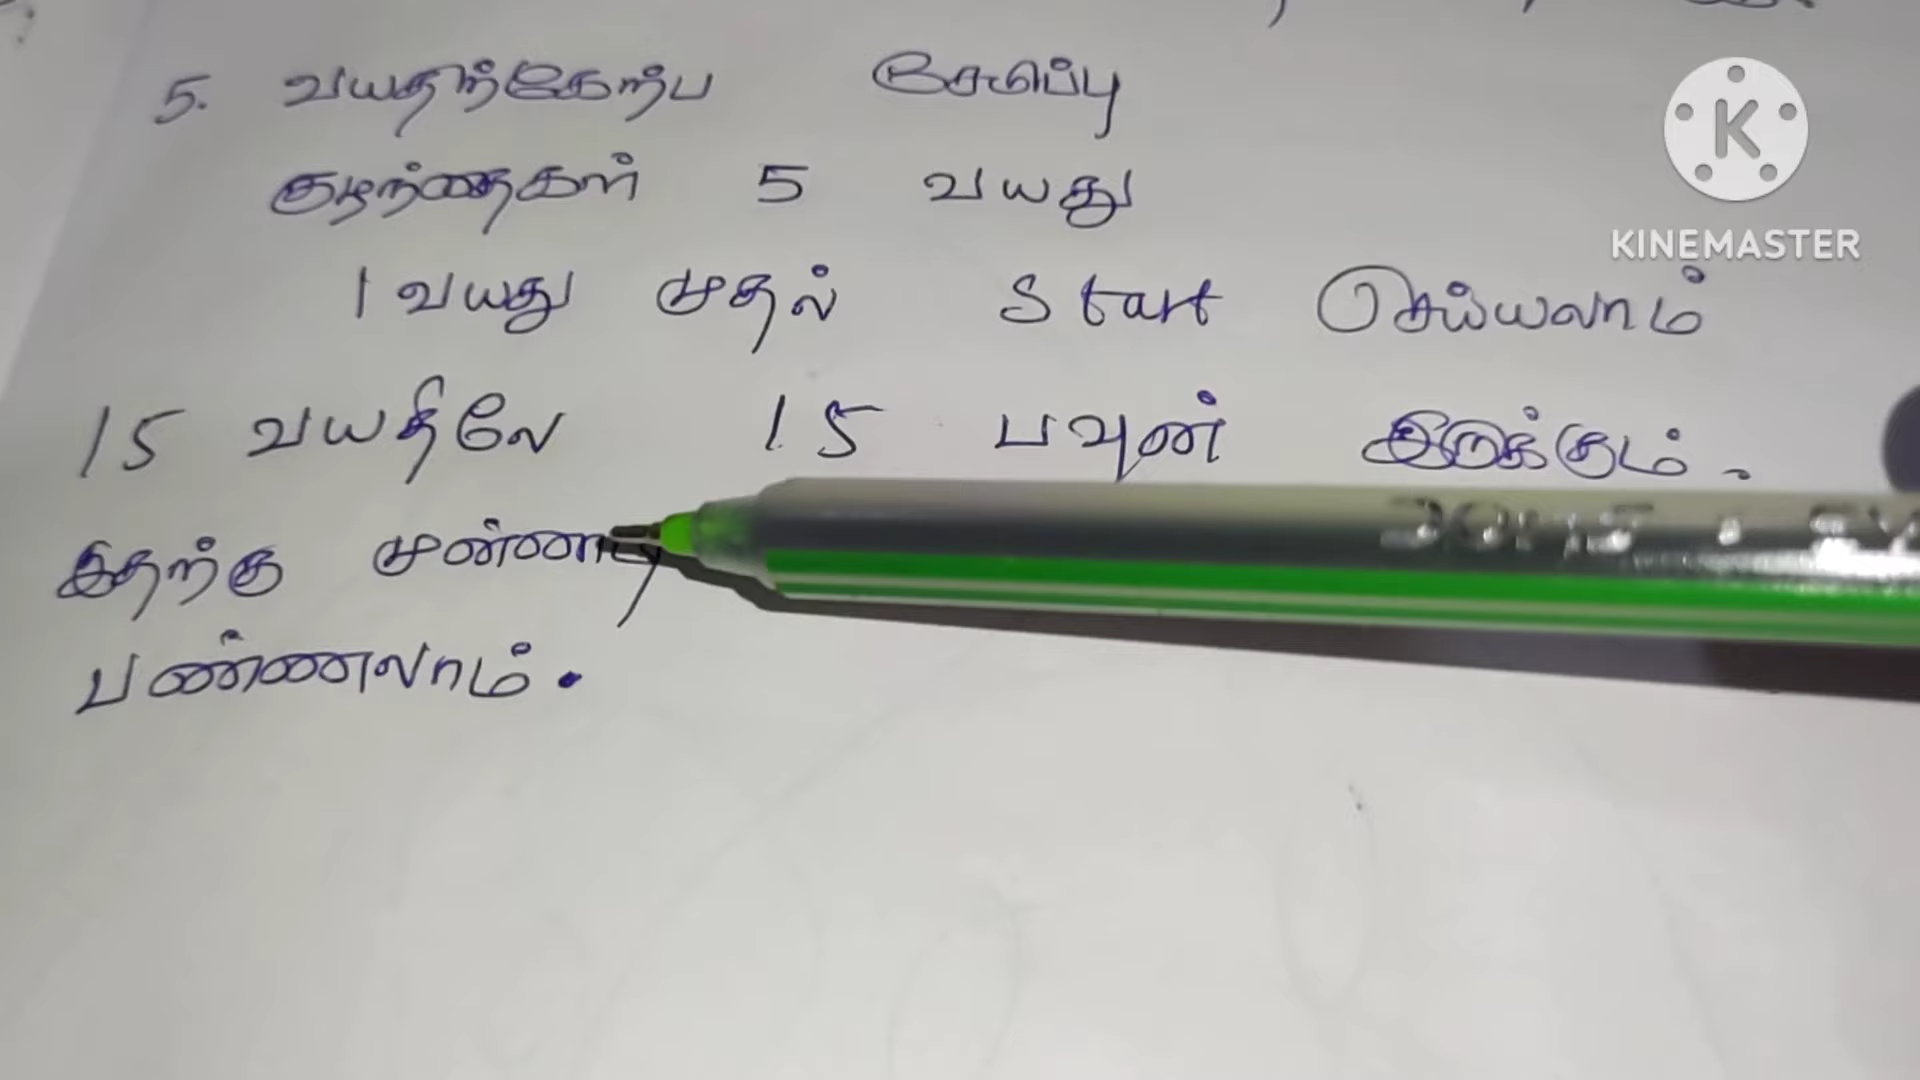 5. வயதிற்கேற்ப சேமிப்பு
குழந்தைகள் 5 வயது
1 வயது முதல் Start செய்யலாம்
15 வயதிலே 15 பவுன் இருக்கும்.
இதற்கு முன்னாடி
பண்ணலாம்.
K
KINEMASTER